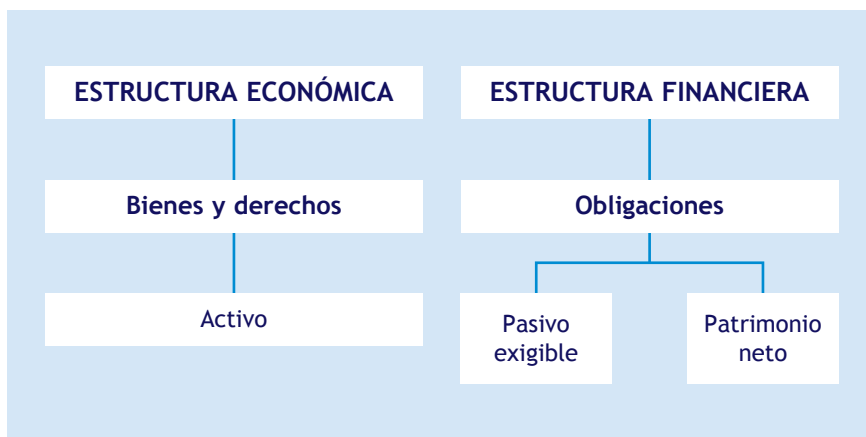 ESTRUCTURA ECONÓMICA
Bienes y derechos
Activo
ESTRUCTURA FINANCIERA
Obligaciones
Pasivo
exigible
Patrimonio
neto